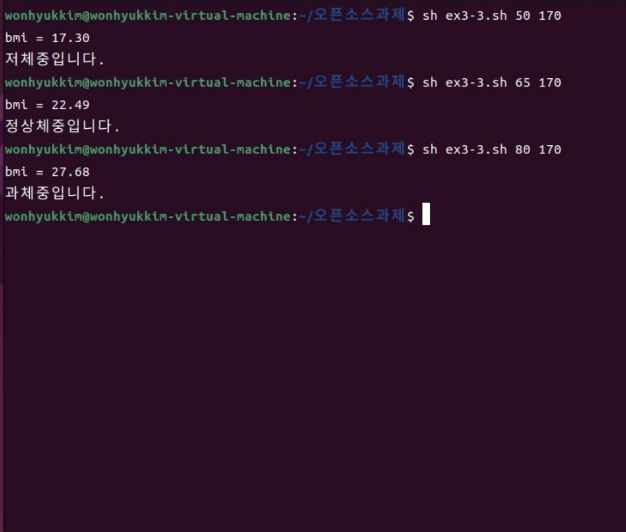 wonhyukkim@wonhyukkim-virtual-machine:~/오픈소스과제$ sh ex3-3.sh 50 170
bmi = 17.30
저체중입니다.
wonhyukkim@wonhyukkim-virtual-machine:~/오픈소스과제$ sh ex3-3.sh 65 170
bmi = 22.49
정상체중입니다.
wonhyukkim@wonhyukkim-virtual-machine:~/오픈소스과제$ sh ex3-3.sh 80 170
bmi = 27.68
과체중입니다.
wonhyukkim@wonhyukkim-virtual-machine:~/오픈소스과제$